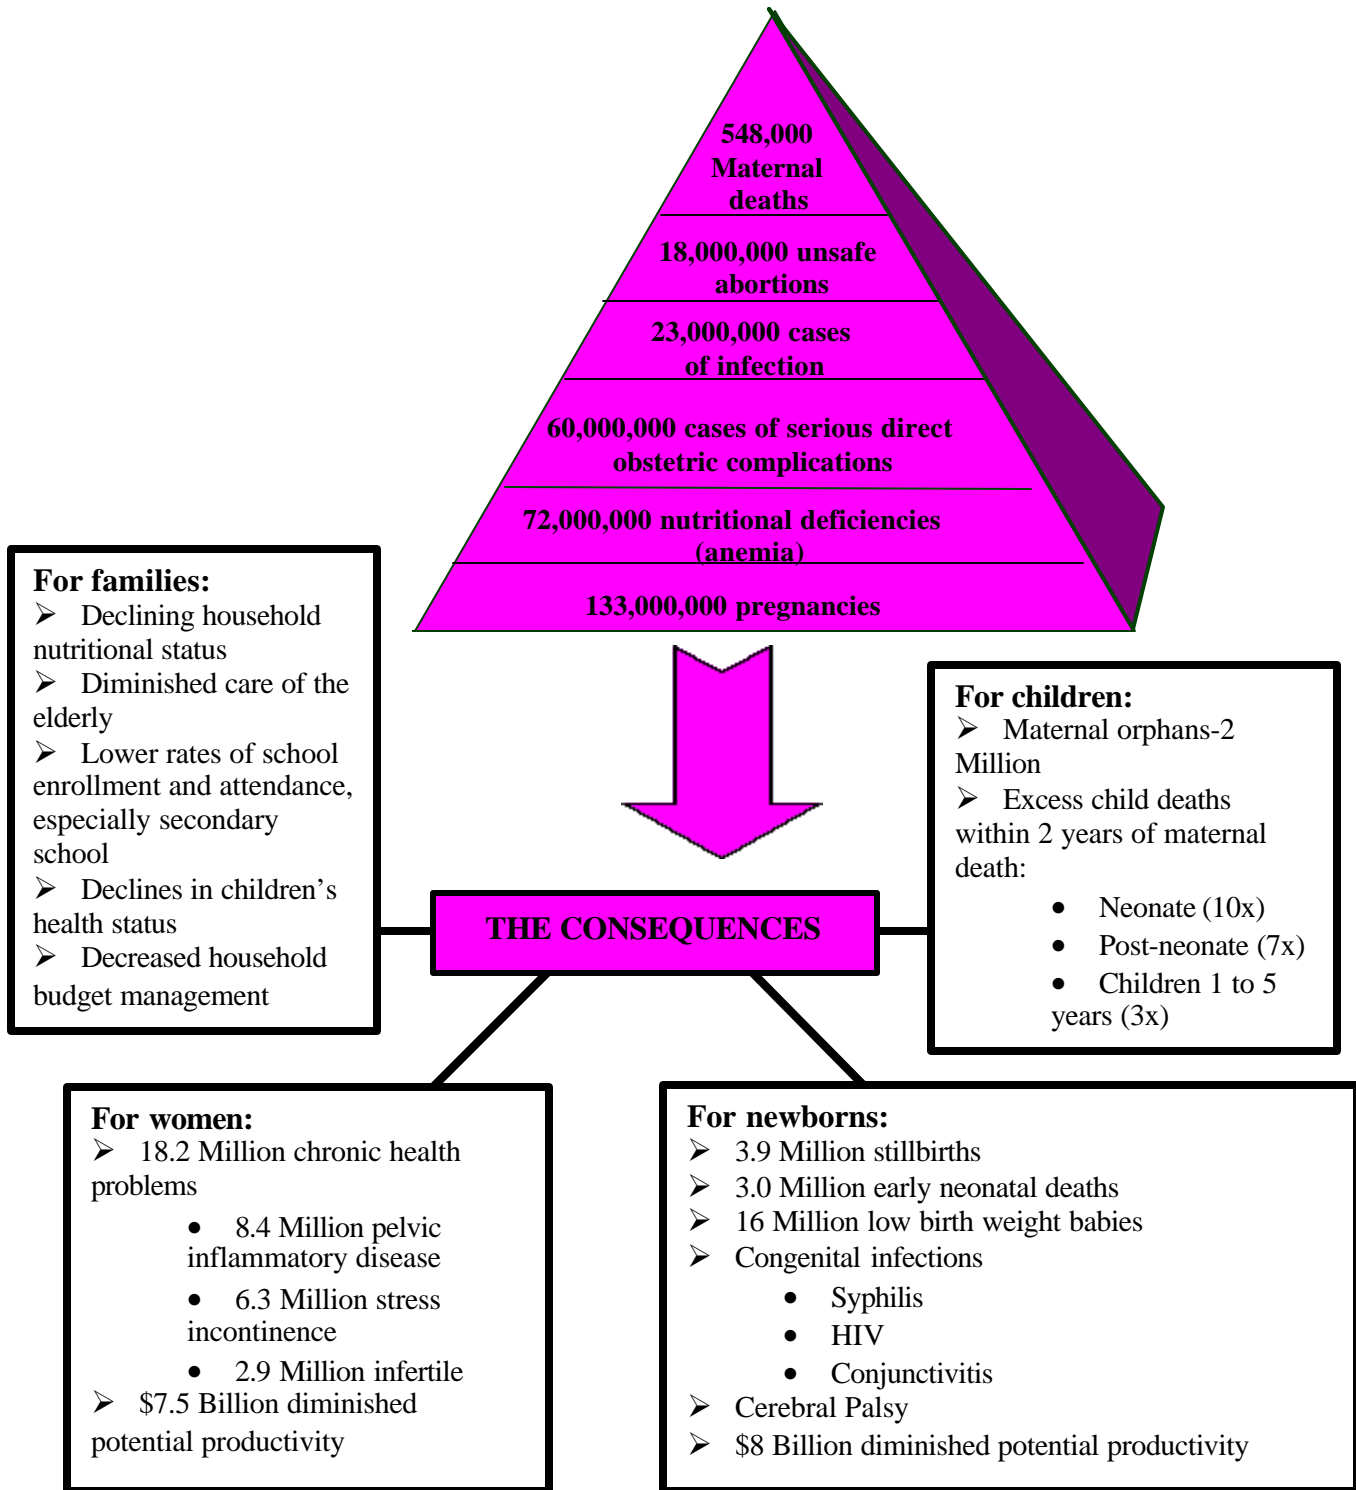 548,000
Maternal
deaths
18,000,000 unsafe
abortions
23,000,000 cases
of infection
60,000,000 cases of serious direct
obstetric complications
72,000,000 nutritional deficiencies
(anemia)
133,000,000 pregnancies
For families:
➢ Declining household
nutritional status
➢ Diminished care of the
elderly
➢ Lower rates of school
enrollment and attendance,
especially secondary
school
➢ Declines in children’s
health status
➢ Decreased household
budget management
For children:
➢ Maternal orphans-2
Million
➢ Excess child deaths
within 2 years of maternal
death:
• Neonate (10x)
• Post-neonate (7x)
• Children 1 to 5
years (3x)
THE CONSEQUENCES
For women:
➢ 18.2 Million chronic health
problems
• 8.4 Million pelvic
inflammatory disease
• 6.3 Million stress
incontinence
• 2.9 Million infertile
➢ $7.5 Billion diminished
potential productivity
For newborns:
➢ 3.9 Million stillbirths
➢ 3.0 Million early neonatal deaths
➢ 16 Million low birth weight babies
➢ Congenital infections
• Syphilis
• HIV
• Conjunctivitis
➢ Cerebral Palsy
➢ $8 Billion diminished potential productivity